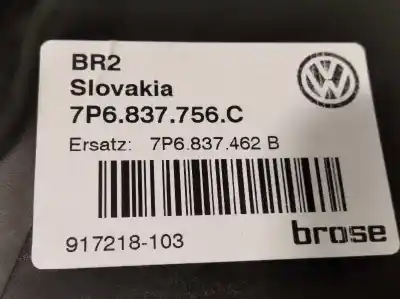 BR2
Slovakia
7P6.837.756.C
Ersatz: 7P6.837.462 B
917218-103
brose